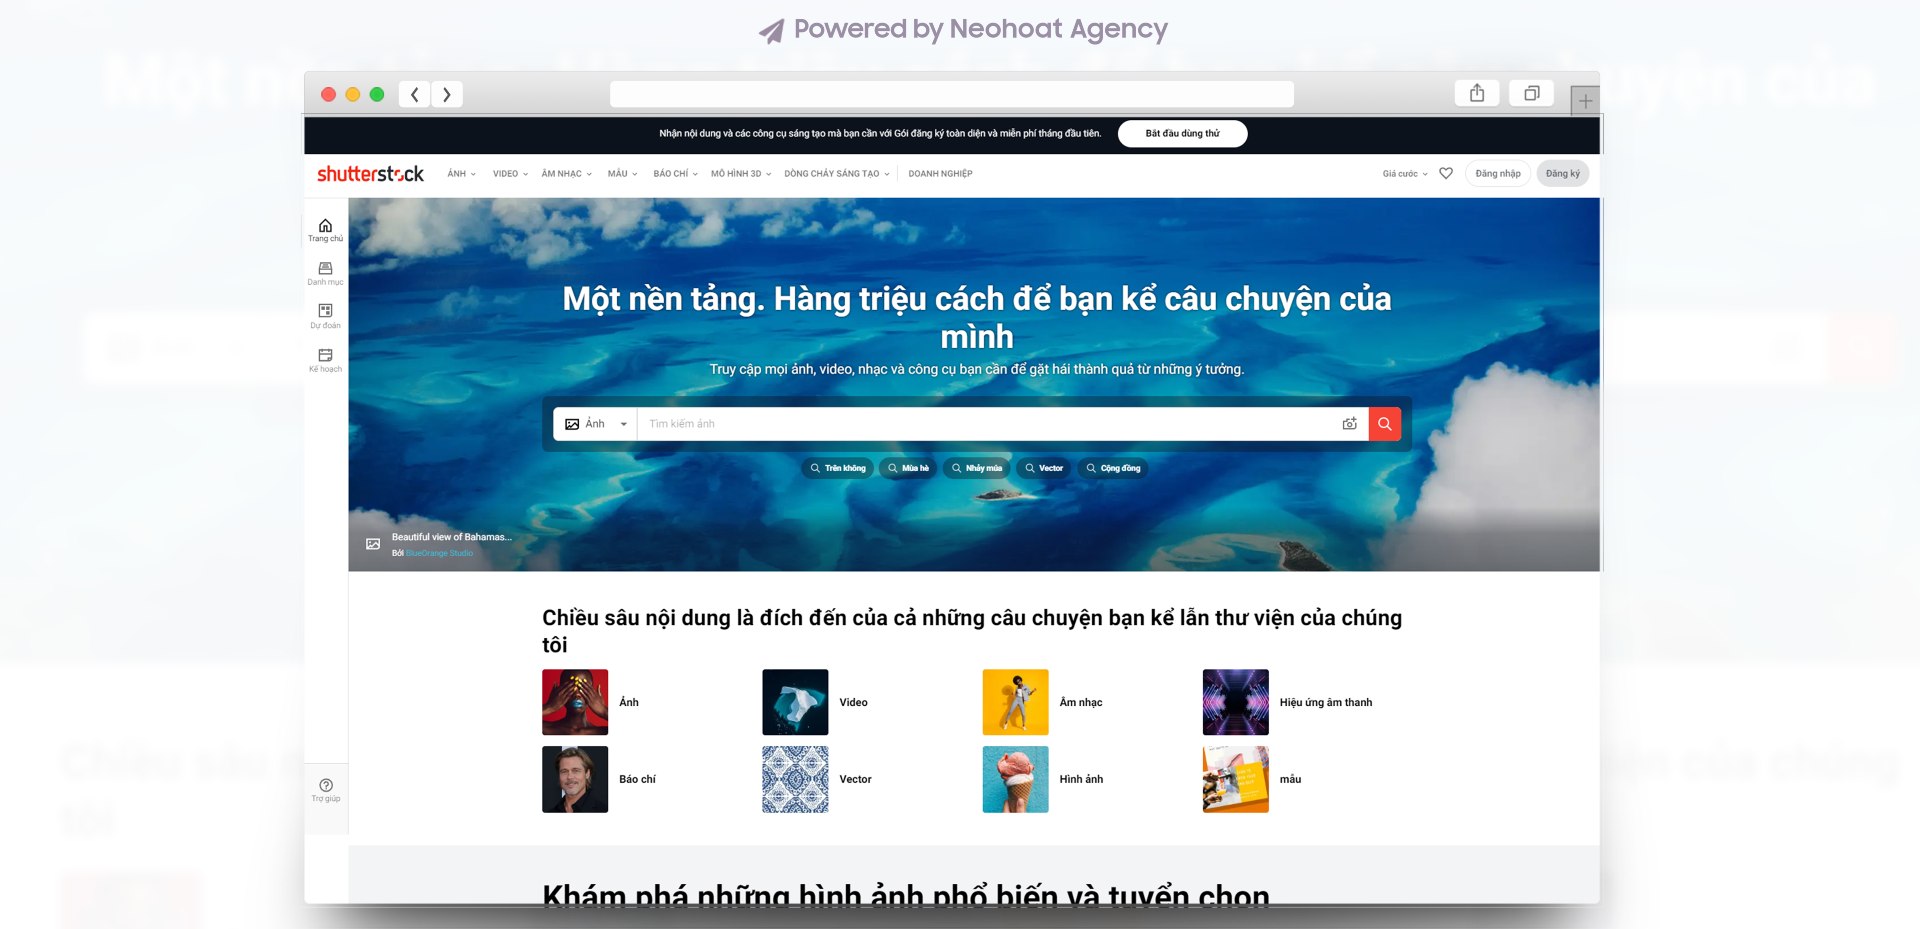 Powered by Neohoat Agency
Nhận nội dung và các công cụ sáng tạo mà bạn cần với Gói đăng ký toàn diện và miễn phí tháng đầu tiên.
Bắt đầu dùng thử
shutterstock
ẢNH
VIDEO
ÂM NHẠC
MẪU
BÁO CHÍ
MÔ HÌNH 3D
DÒNG CHẢY SÁNG TẠO
DOANH NGHIỆP
Giá cước
Đăng nhập
Đăng ký
Trang chủ
Danh mục
Dự đoán
Kế hoạch
Một nền tảng. Hàng triệu cách để bạn kể câu chuyện của
mình
Truy cập mọi ảnh, video, nhạc và công cụ bạn cần để gặt hái thành quả từ những ý tưởng.
Ảnh
Tìm kiếm ảnh
Trên không
Mùa hè
Nhảy múa
Vector
Cộng đồng
Beautiful view of Bahamas...
Bởi BlueOrange Studio
Chiều sâu nội dung là đích đến của cả những câu chuyện bạn kể lẫn thư viện của chúng
tôi
Ảnh
Video
Âm nhạc
Hiệu ứng âm thanh
Báo chí
Vector
Hình ảnh
mẫu
Trợ giúp
Khám phá những hình ảnh phổ biến và tuyển chọn